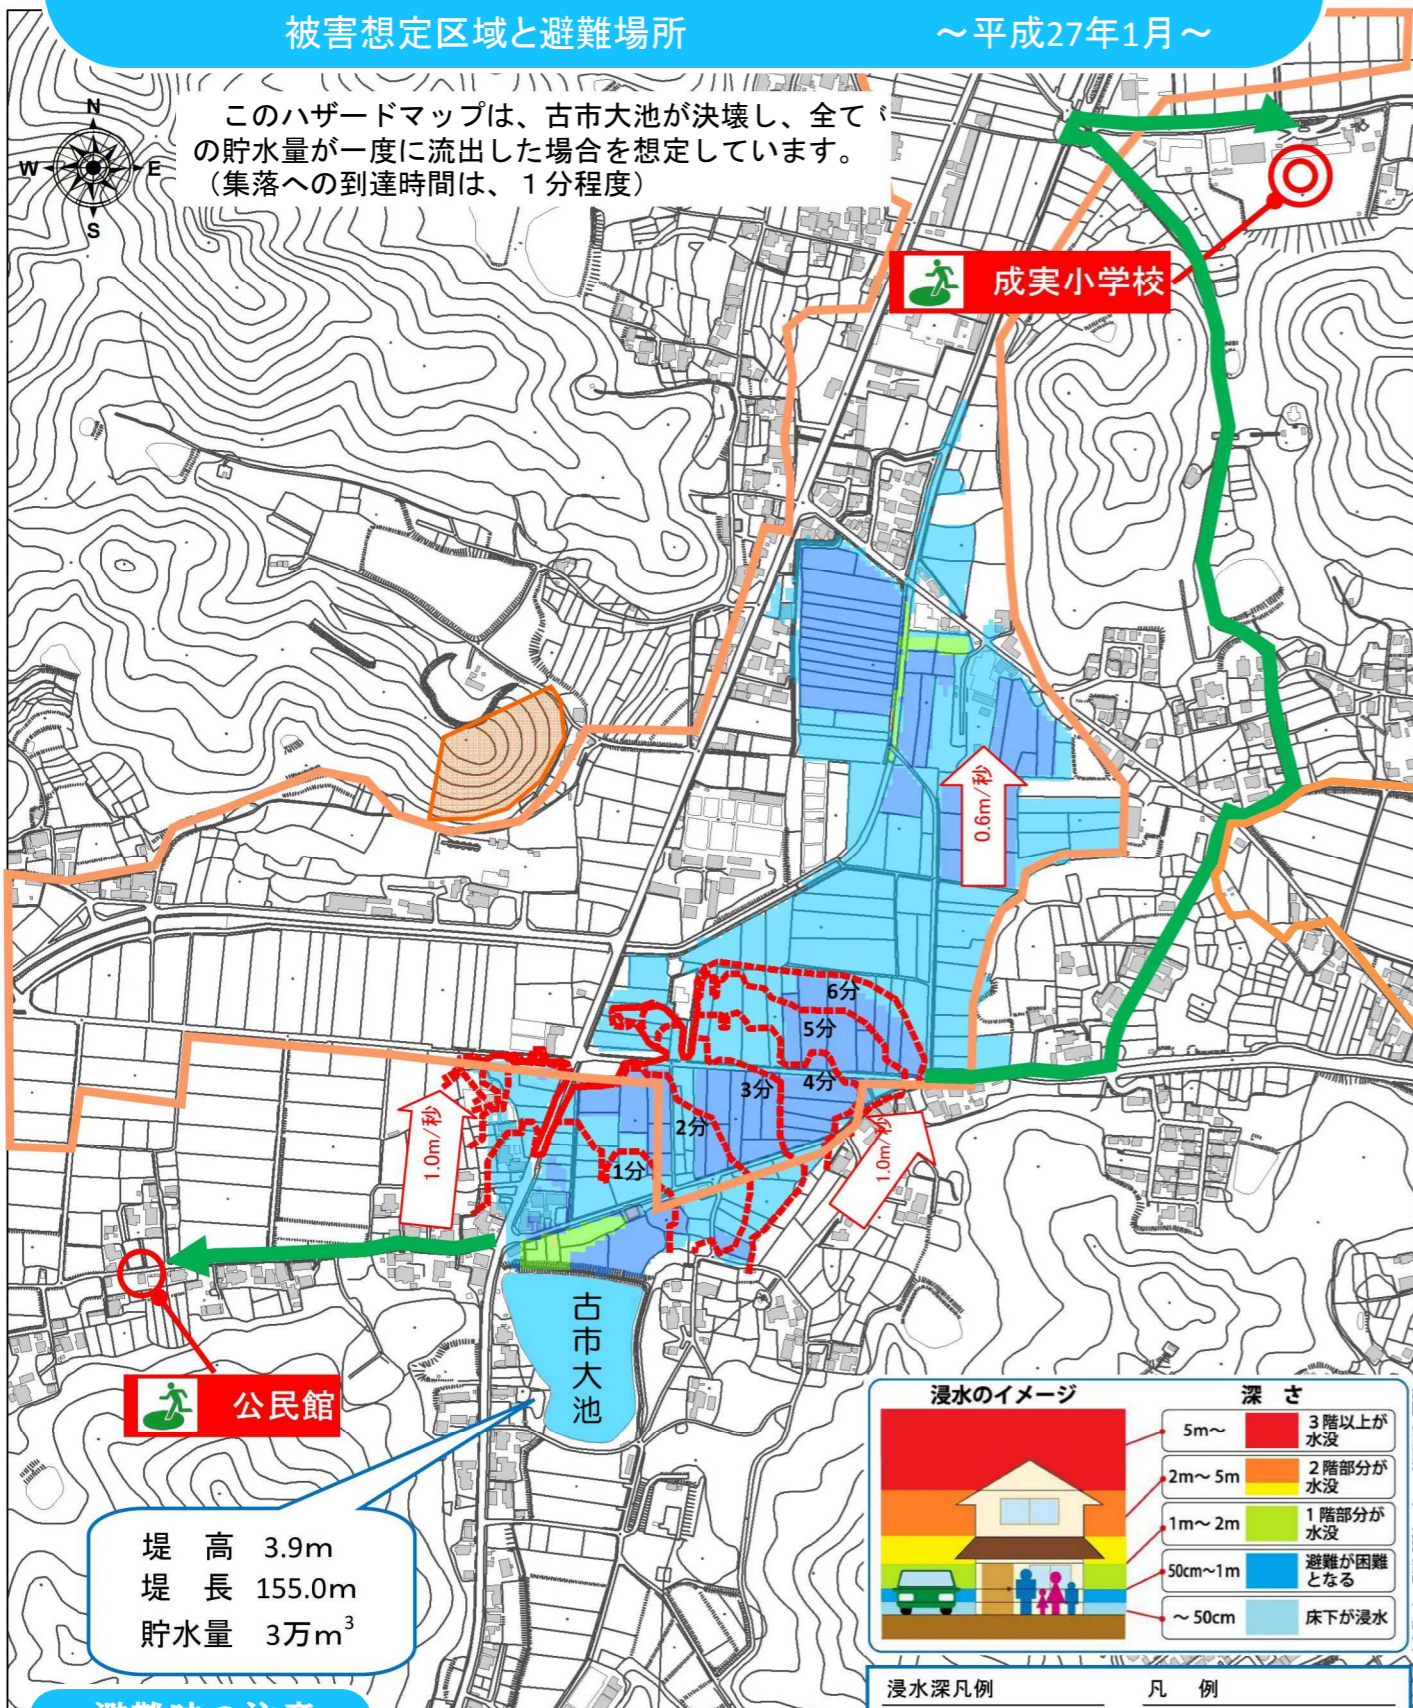 被害想定区域と避難場所　～平成27年1月～
このハザードマップは、古市大池が決壊し、全て
の貯水量が一度に流出した場合を想定しています。
（集落への到達時間は、１分程度）
N
W
E
S
成実小学校
0.6m/秒
6分
5分
4分
3分
2分
1分
1.0m/秒
1.0m/秒
古市大池
公民館
堤　高　3.9m
堤　長　155.0m
貯水量　3万m³
浸水のイメージ
深　さ
5m～　3階以上が水没
2m～5m　2階部分が水没
1m～2m　1階部分が水没
50cm～1m　避難が困難となる
～50cm　床下が浸水
浸水深凡例
凡　例
避難時の注意